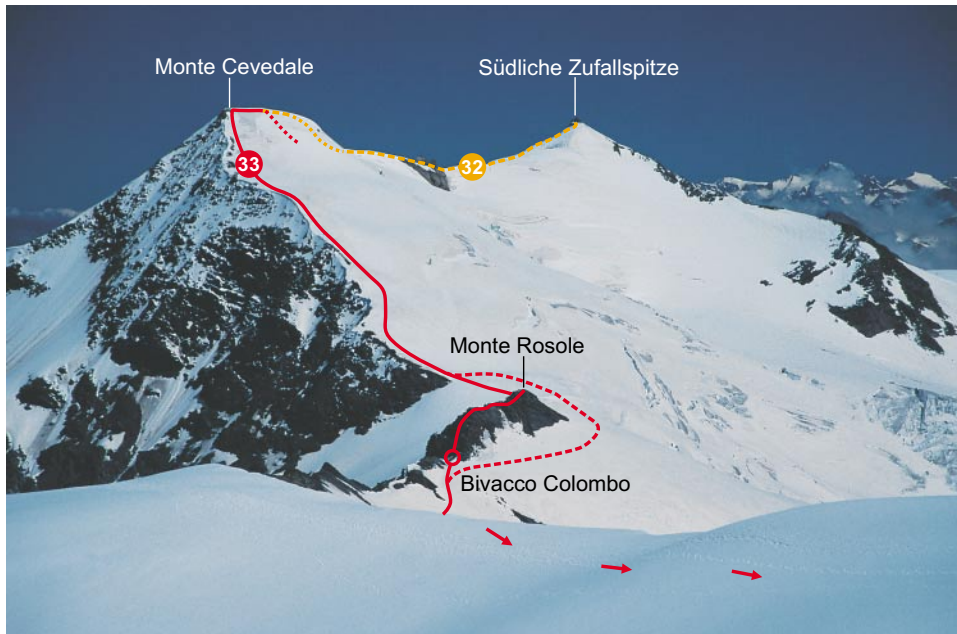 Monte Cevedale
Südliche Zufallspitze
33
32
Monte Rosole
Bivacco Colombo